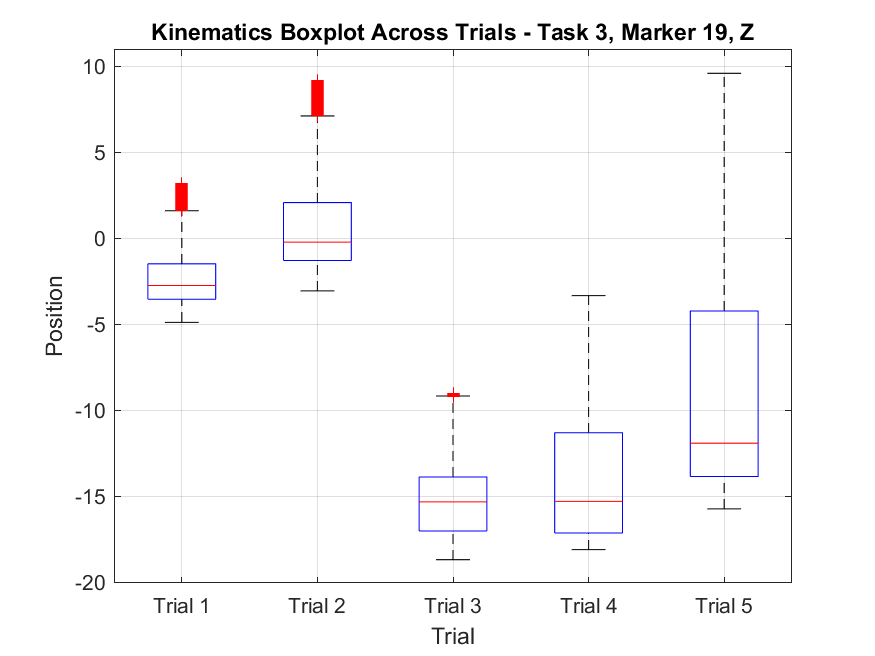 Kinematics Boxplot Across Trials - Task 3, Marker 19, Z
10
5
0
-5
-10
-15
-20
Position
Trial 1 Trial 2 Trial 3 Trial 4 Trial 5
Trial